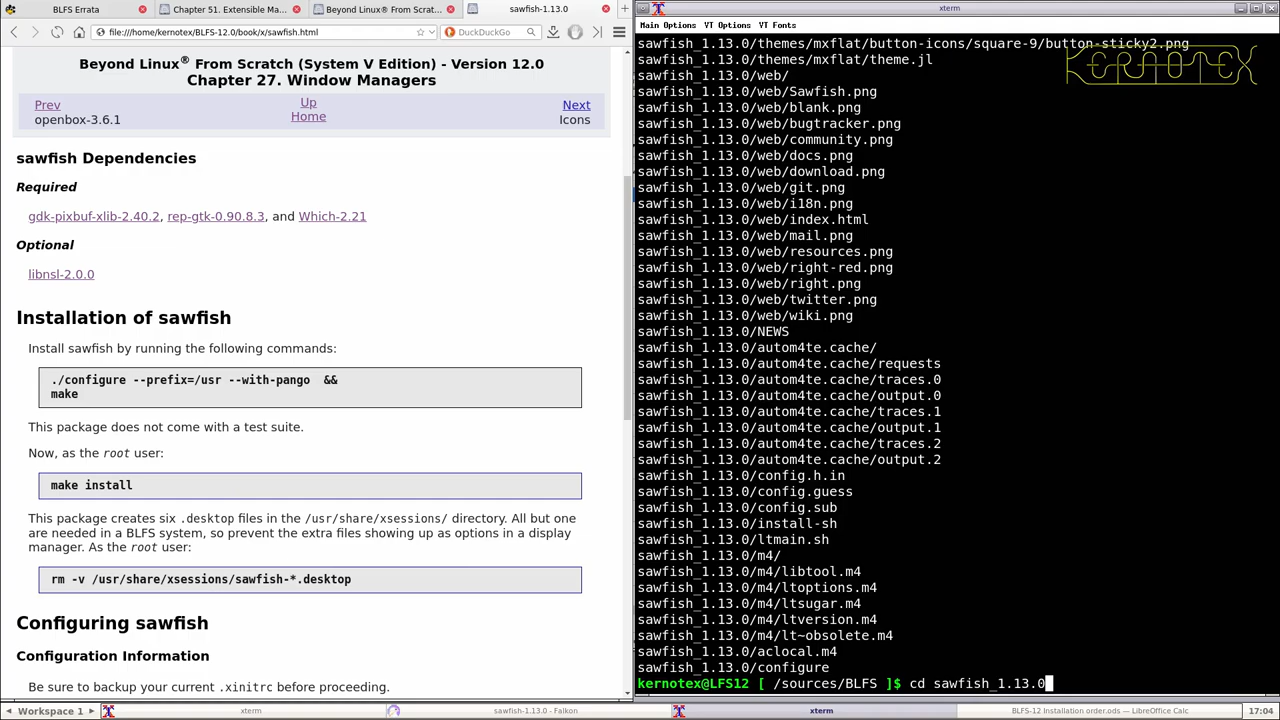 BLFS Errata
Chapter 51. Extensible Ma
Beyond Linux® From Scrat
sawfish-1.13.0
file:///home/kernotex/BLFS-12.0/book/x/sawfish.html
DuckDuckGo
Beyond Linux® From Scratch (System V Edition) - Version 12.0
Chapter 27. Window Managers
Prev
Up
Next
openbox-3.6.1
Home
Icons
sawfish Dependencies
Required
gdk-pixbuf-xlib-2.40.2, rep-gtk-0.90.8.3, and Which-2.21
Optional
libnsl-2.0.0
Installation of sawfish
Install sawfish by running the following commands:
./configure --prefix=/usr --with-pango  &&
make
This package does not come with a test suite.
Now, as the root user:
make install
This package creates six .desktop files in the /usr/share/xsessions/ directory. All but one
are needed in a BLFS system, so prevent the extra files showing up as options in a display
manager. As the root user:
rm -v /usr/share/xsessions/sawfish-*.desktop
Configuring sawfish
Configuration Information
Be sure to backup your current .xinitrc before proceeding.
xterm
Main Options VT Options VT Fonts
KERNOTEX
sawfish_1.13.0/themes/mxflat/button-icons/square-9/button-sticky2.png
sawfish_1.13.0/themes/mxflat/theme.jl
sawfish_1.13.0/web/
sawfish_1.13.0/web/Sawfish.png
sawfish_1.13.0/web/blank.png
sawfish_1.13.0/web/bugtracker.png
sawfish_1.13.0/web/community.png
sawfish_1.13.0/web/docs.png
sawfish_1.13.0/web/download.png
sawfish_1.13.0/web/git.png
sawfish_1.13.0/web/i18n.png
sawfish_1.13.0/web/index.html
sawfish_1.13.0/web/mail.png
sawfish_1.13.0/web/resources.png
sawfish_1.13.0/web/right-red.png
sawfish_1.13.0/web/right.png
sawfish_1.13.0/web/twitter.png
sawfish_1.13.0/web/wiki.png
sawfish_1.13.0/NEWS
sawfish_1.13.0/autom4te.cache/
sawfish_1.13.0/autom4te.cache/requests
sawfish_1.13.0/autom4te.cache/traces.0
sawfish_1.13.0/autom4te.cache/output.0
sawfish_1.13.0/autom4te.cache/traces.1
sawfish_1.13.0/autom4te.cache/output.1
sawfish_1.13.0/autom4te.cache/traces.2
sawfish_1.13.0/autom4te.cache/output.2
sawfish_1.13.0/config.h.in
sawfish_1.13.0/config.guess
sawfish_1.13.0/config.sub
sawfish_1.13.0/install-sh
sawfish_1.13.0/ltmain.sh
sawfish_1.13.0/m4/
sawfish_1.13.0/m4/libtool.m4
sawfish_1.13.0/m4/ltoptions.m4
sawfish_1.13.0/m4/ltsugar.m4
sawfish_1.13.0/m4/ltversion.m4
sawfish_1.13.0/m4/lt~obsolete.m4
sawfish_1.13.0/aclocal.m4
sawfish_1.13.0/configure
kernotex@LFS12 [ /sources/BLFS ]$ cd sawfish_1.13.0
Workspace 1
xterm
sawfish-1.13.0 - Falkon
xterm
BLFS-12 Installation order.ods — LibreOffice Calc
17:04